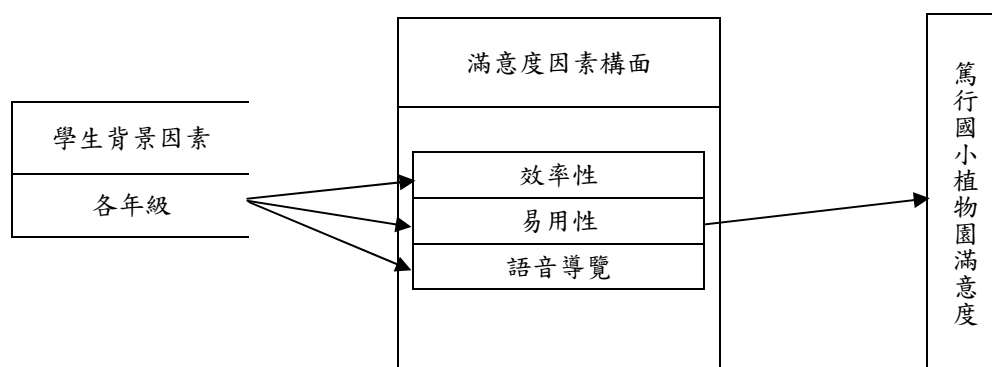 學生背景因素
各年級
滿意度因素構面
效率性
易用性
語音導覽
篤行國小植物園滿意度